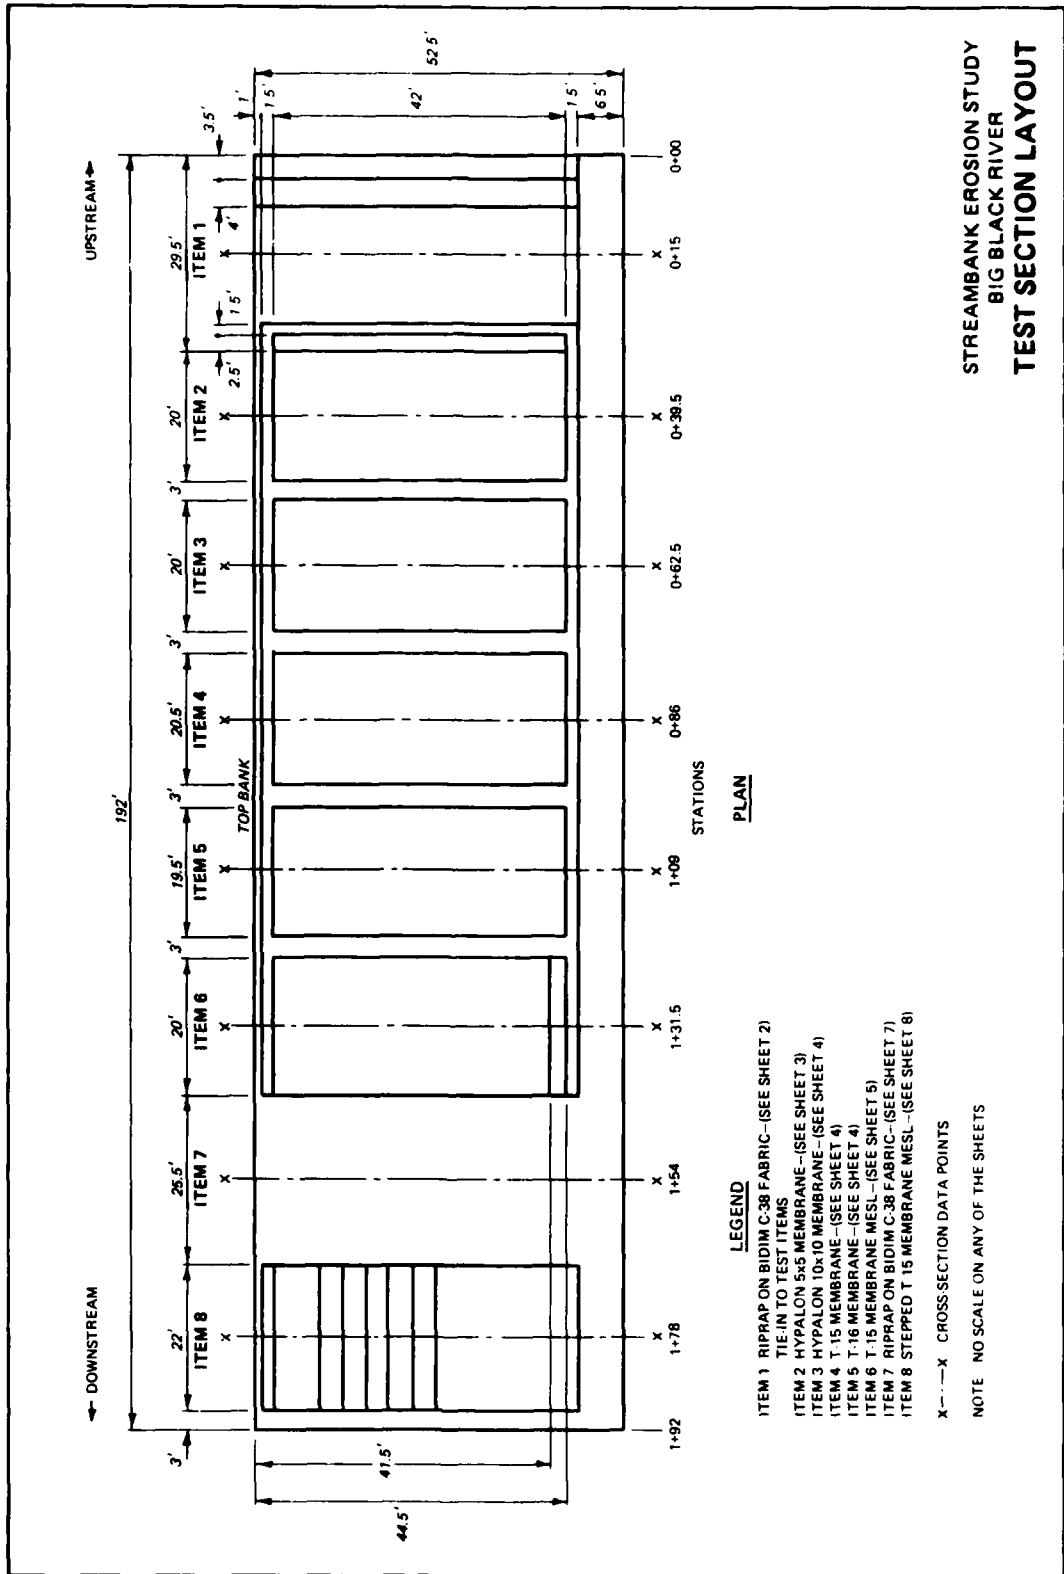 ← DOWNSTREAM
UPSTREAM →
192'
3'
22'
25.5'
20'
3'
19.5'
3'
20.5'
3'
20'
3'
20'
29.5'
3.5'
1'
ITEM 8
ITEM 7
ITEM 6
ITEM 5
ITEM 4
ITEM 3
ITEM 2
ITEM 1
2.5'
1 5'
4'
TOP BANK
1 5'
42'
52 5'
1 5'
6 5'
41.5'
44.5'
X X X X X X X X
X X X X X X X X
1+92
1+78
1+54
1+31.5
1+09
0+86
0+62.5
0+39.5
0+15
0+00
STATIONS
PLAN
LEGEND
ITEM 1 RIPRAP ON BIDIM C-38 FABRIC–(SEE SHEET 2)
TIE-IN TO TEST ITEMS
ITEM 2 HYPALON 5x5 MEMBRANE–(SEE SHEET 3)
ITEM 3 HYPALON 10x10 MEMBRANE–(SEE SHEET 4)
ITEM 4 T-15 MEMBRANE–(SEE SHEET 4)
ITEM 5 T-16 MEMBRANE–(SEE SHEET 4)
ITEM 6 T-15 MEMBRANE MESL–(SEE SHEET 5)
ITEM 7 RIPRAP ON BIDIM C-38 FABRIC–(SEE SHEET 7)
ITEM 8 STEPPED T 15 MEMBRANE MESL–(SEE SHEET 8)
X–·–X CROSS-SECTION DATA POINTS
NOTE NO SCALE ON ANY OF THE SHEETS
STREAMBANK EROSION STUDY
BIG BLACK RIVER
TEST SECTION LAYOUT